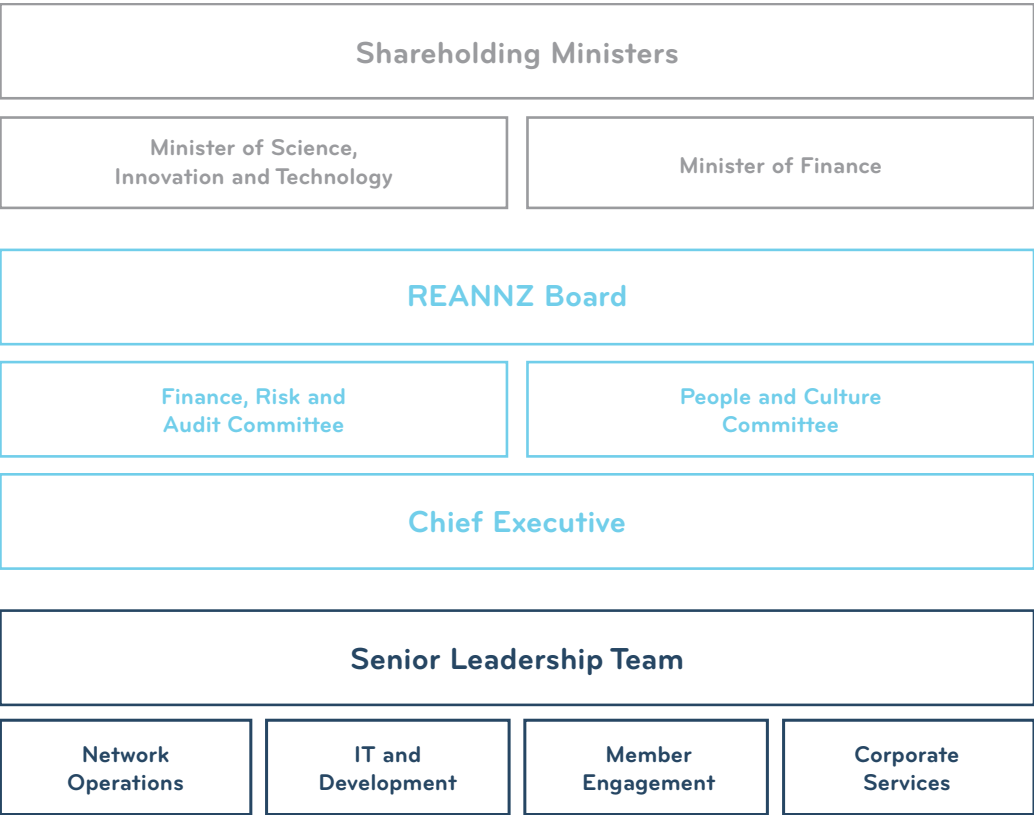 Shareholding Ministers
Minister of Science,
Innovation and Technology
Minister of Finance
REANNZ Board
Finance, Risk and
Audit Committee
People and Culture
Committee
Chief Executive
Senior Leadership Team
Network
Operations
IT and
Development
Member
Engagement
Corporate
Services